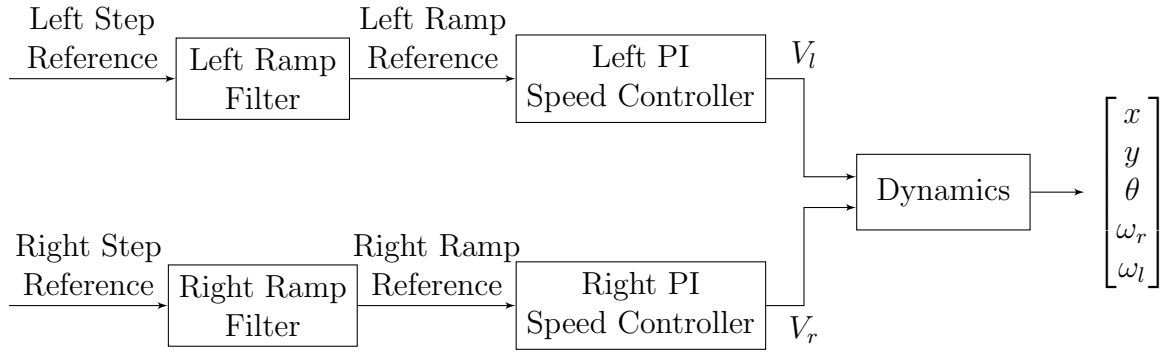 Left Step
Reference
Left Ramp
Filter
Left Ramp
Reference
Left PI
Speed Controller
V_l
Right Step
Reference
Right Ramp
Filter
Right Ramp
Reference
Right PI
Speed Controller
V_r
Dynamics
x
y
θ
ω_r
ω_l